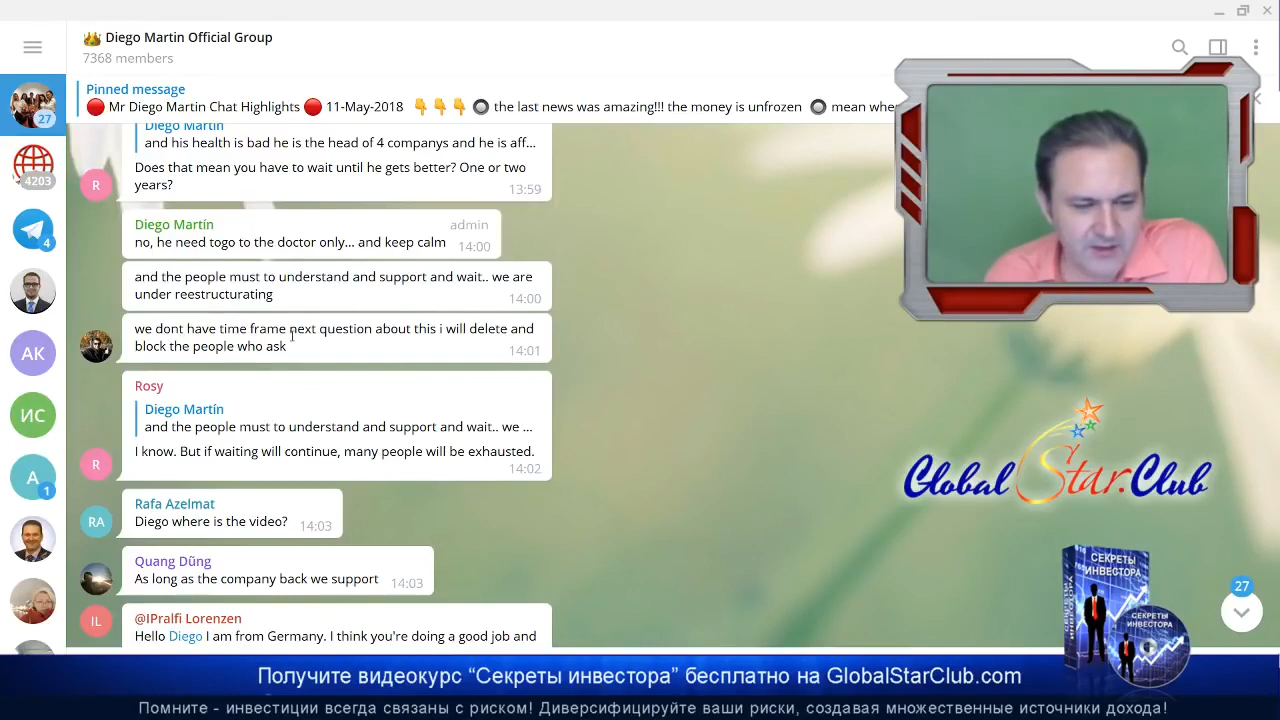 Diego Martin Official Group
7368 members
27
4203
4
АК
ИС
А
1
Pinned message
Mr Diego Martin Chat Highlights 11-May-2018 the last news was amazing!!! the money is unfrozen mean wher
Diego Martín
and his health is bad he is the head of 4 companys and he is aff...
Does that mean you have to wait until he gets better? One or two
years?
13:59
R
Diego Martín
admin
no, he need togo to the doctor only... and keep calm
14:00
and the people must to understand and support and wait.. we are
under reestructurating
14:00
we dont have time frame next question about this i will delete and
block the people who ask
14:01
Rosy
Diego Martín
and the people must to understand and support and wait.. we ...
I know. But if waiting will continue, many people will be exhausted.
14:02
R
Rafa Azelmat
Diego where is the video?
14:03
RA
Quang Dũng
As long as the company back we support
14:03
@IPralfi Lorenzen
Hello Diego I am from Germany. I think you're doing a good job and
IL
27
Global Star.Club
СЕКРЕТЫ
ИНВЕСТОРА
СЕКРЕТЫ
ИНВЕСТОРА
Получите видеокурс “Секреты инвестора” бесплатно на GlobalStarClub.com
Помните - инвестиции всегда связаны с риском! Диверсифицируйте ваши риски, создавая множественные источники дохода!